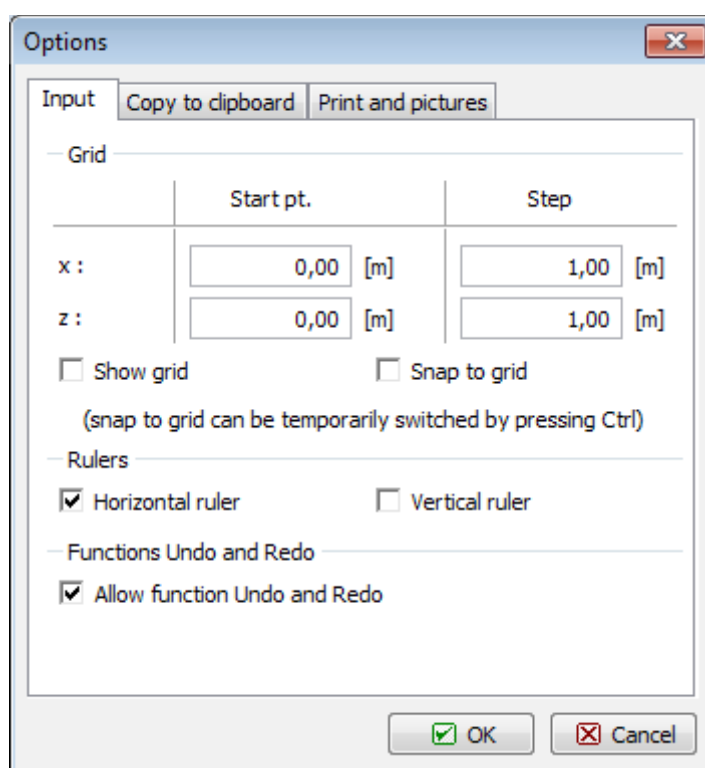 Options
Input Copy to clipboard Print and pictures
Grid
Start pt. Step
x : 0,00 [m] 1,00 [m]
z : 0,00 [m] 1,00 [m]
Show grid Snap to grid
(snap to grid can be temporarily switched by pressing Ctrl)
Rulers
Horizontal ruler Vertical ruler
Functions Undo and Redo
Allow function Undo and Redo
OK Cancel